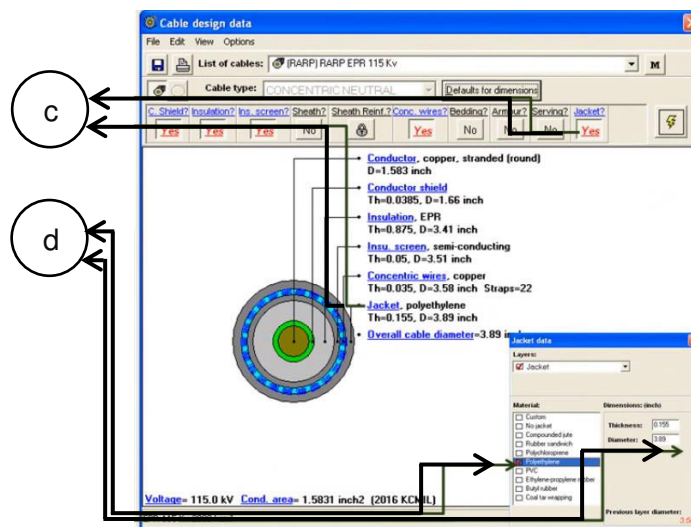 Cable design data
File Edit View Options
List of cables: (RARP) RARP EPR 115 Kv M
Cable type: CONCENTRIC NEUTRAL Defaults for dimensions
C. Shield? Insulation? Ins. screen? Sheath? Sheath Reinf.? Conc. wires? Bedding? Armour? Serving? Jacket?
Yes Yes Yes No Yes No No No Yes
c
Conductor, copper, stranded (round)
D=1.583 inch
Conductor shield
Th=0.0385, D=1.66 inch
Insulation, EPR
Th=0.875, D=3.41 inch
d
Insu. screen, semi-conducting
Th=0.05, D=3.51 inch
Concentric wires, copper
Th=0.035, D=3.58 inch Straps=22
Jacket, polyethylene
Th=0.155, D=3.89 inch
Overall cable diameter=3.89 inch
Jacket data
Layers:
Jacket
Material: Dimensions: (inch)
Custom
No jacket
Thickness: 0.155
Compounded jute
Rubber sandwich
Diameter: 3.89
Polychloroprene
Polyethylene
PVC
Ethylene-propylene rubber
Butyl rubber
Coal tar wrapping
Previous layer diameter:
Voltage= 115.0 kV Cond. area= 1.5831 inch2 (2016 KCMIL)